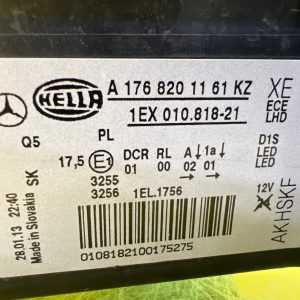 HELLA
A 176 820 11 61 KZ
1EX 010.818-21
XE
ECE
LHD
Q5
PL
17,5 E1
DCR RL A↓ 1a↓
01 00 02 01
3255
3256 1EL.1756
D1S
LED
LED
12V
X
AKHSKF
SK
28.01.13 22:40
Made in Slovakia
0108182100175275